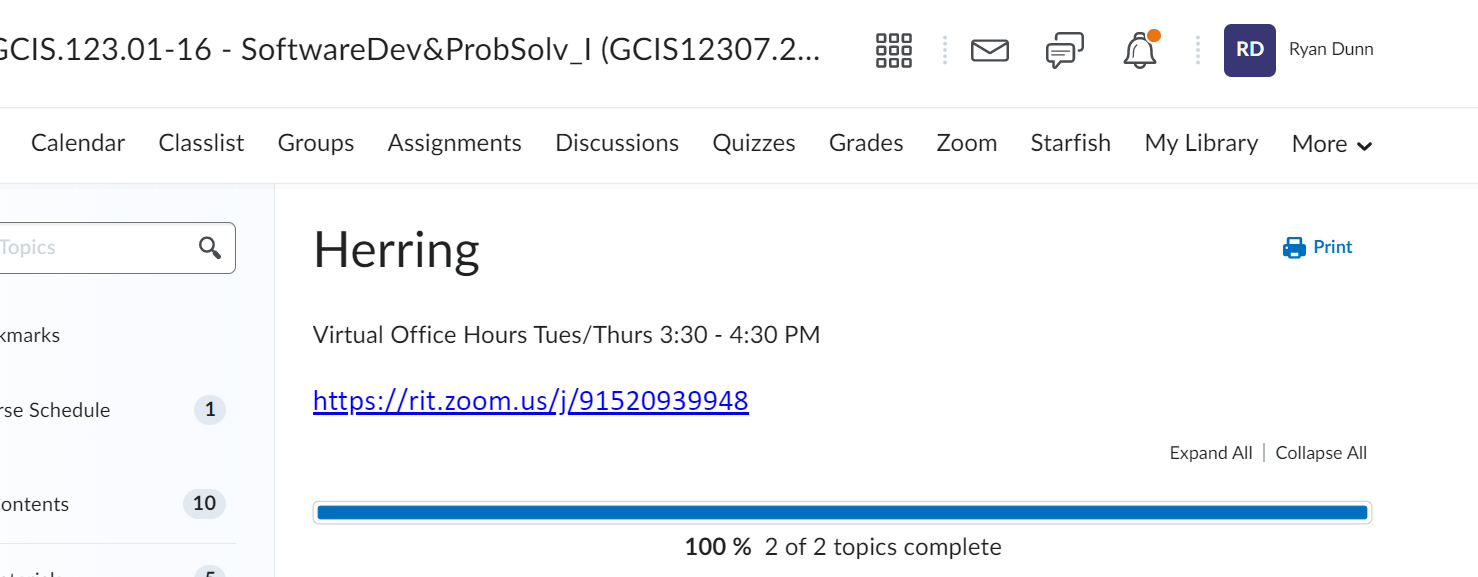 GCIS.123.01-16 - SoftwareDev&ProbSolv_I (GCIS12307.2...
RD Ryan Dunn
Calendar Classlist Groups Assignments Discussions Quizzes Grades Zoom Starfish My Library More
Topics
Herring
Print
Virtual Office Hours Tues/Thurs 3:30 - 4:30 PM
kmarks
https://rit.zoom.us/j/91520939948
rse Schedule 1
Expand All | Collapse All
ontents 10
100 % 2 of 2 topics complete